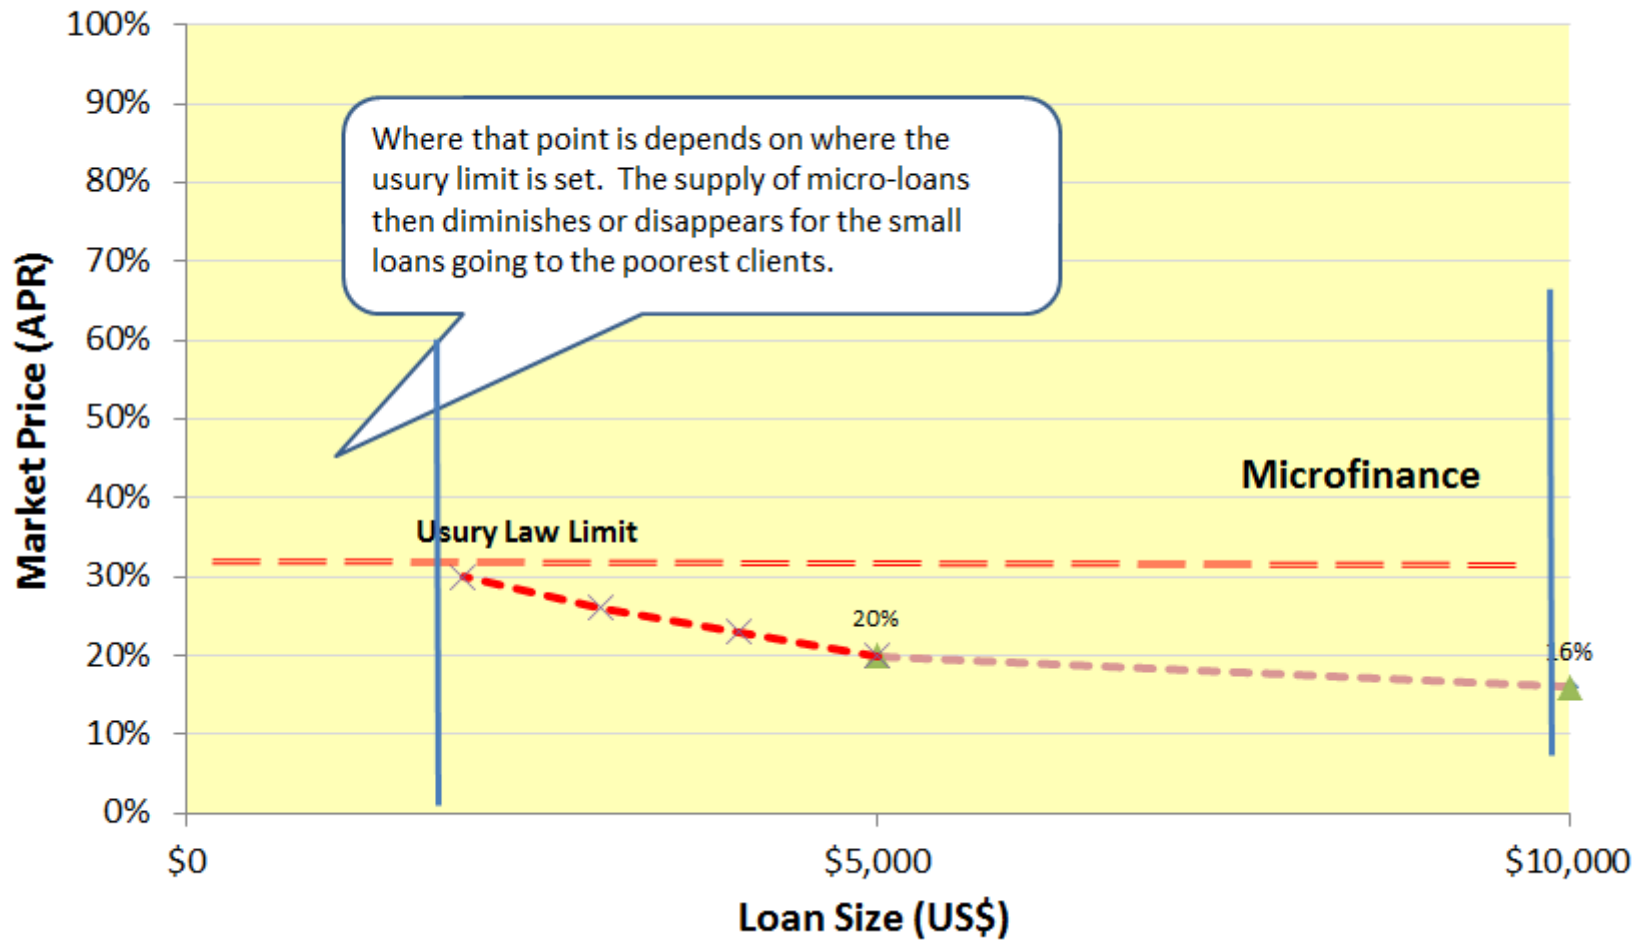 100%
90%
80%
70%
60%
50%
40%
30%
20%
10%
0%
Market Price (APR)
Where that point is depends on where the
usury limit is set.  The supply of micro-loans
then diminishes or disappears for the small
loans going to the poorest clients.
Microfinance
Usury Law Limit
20%
16%
$0
$5,000
$10,000
Loan Size (US$)